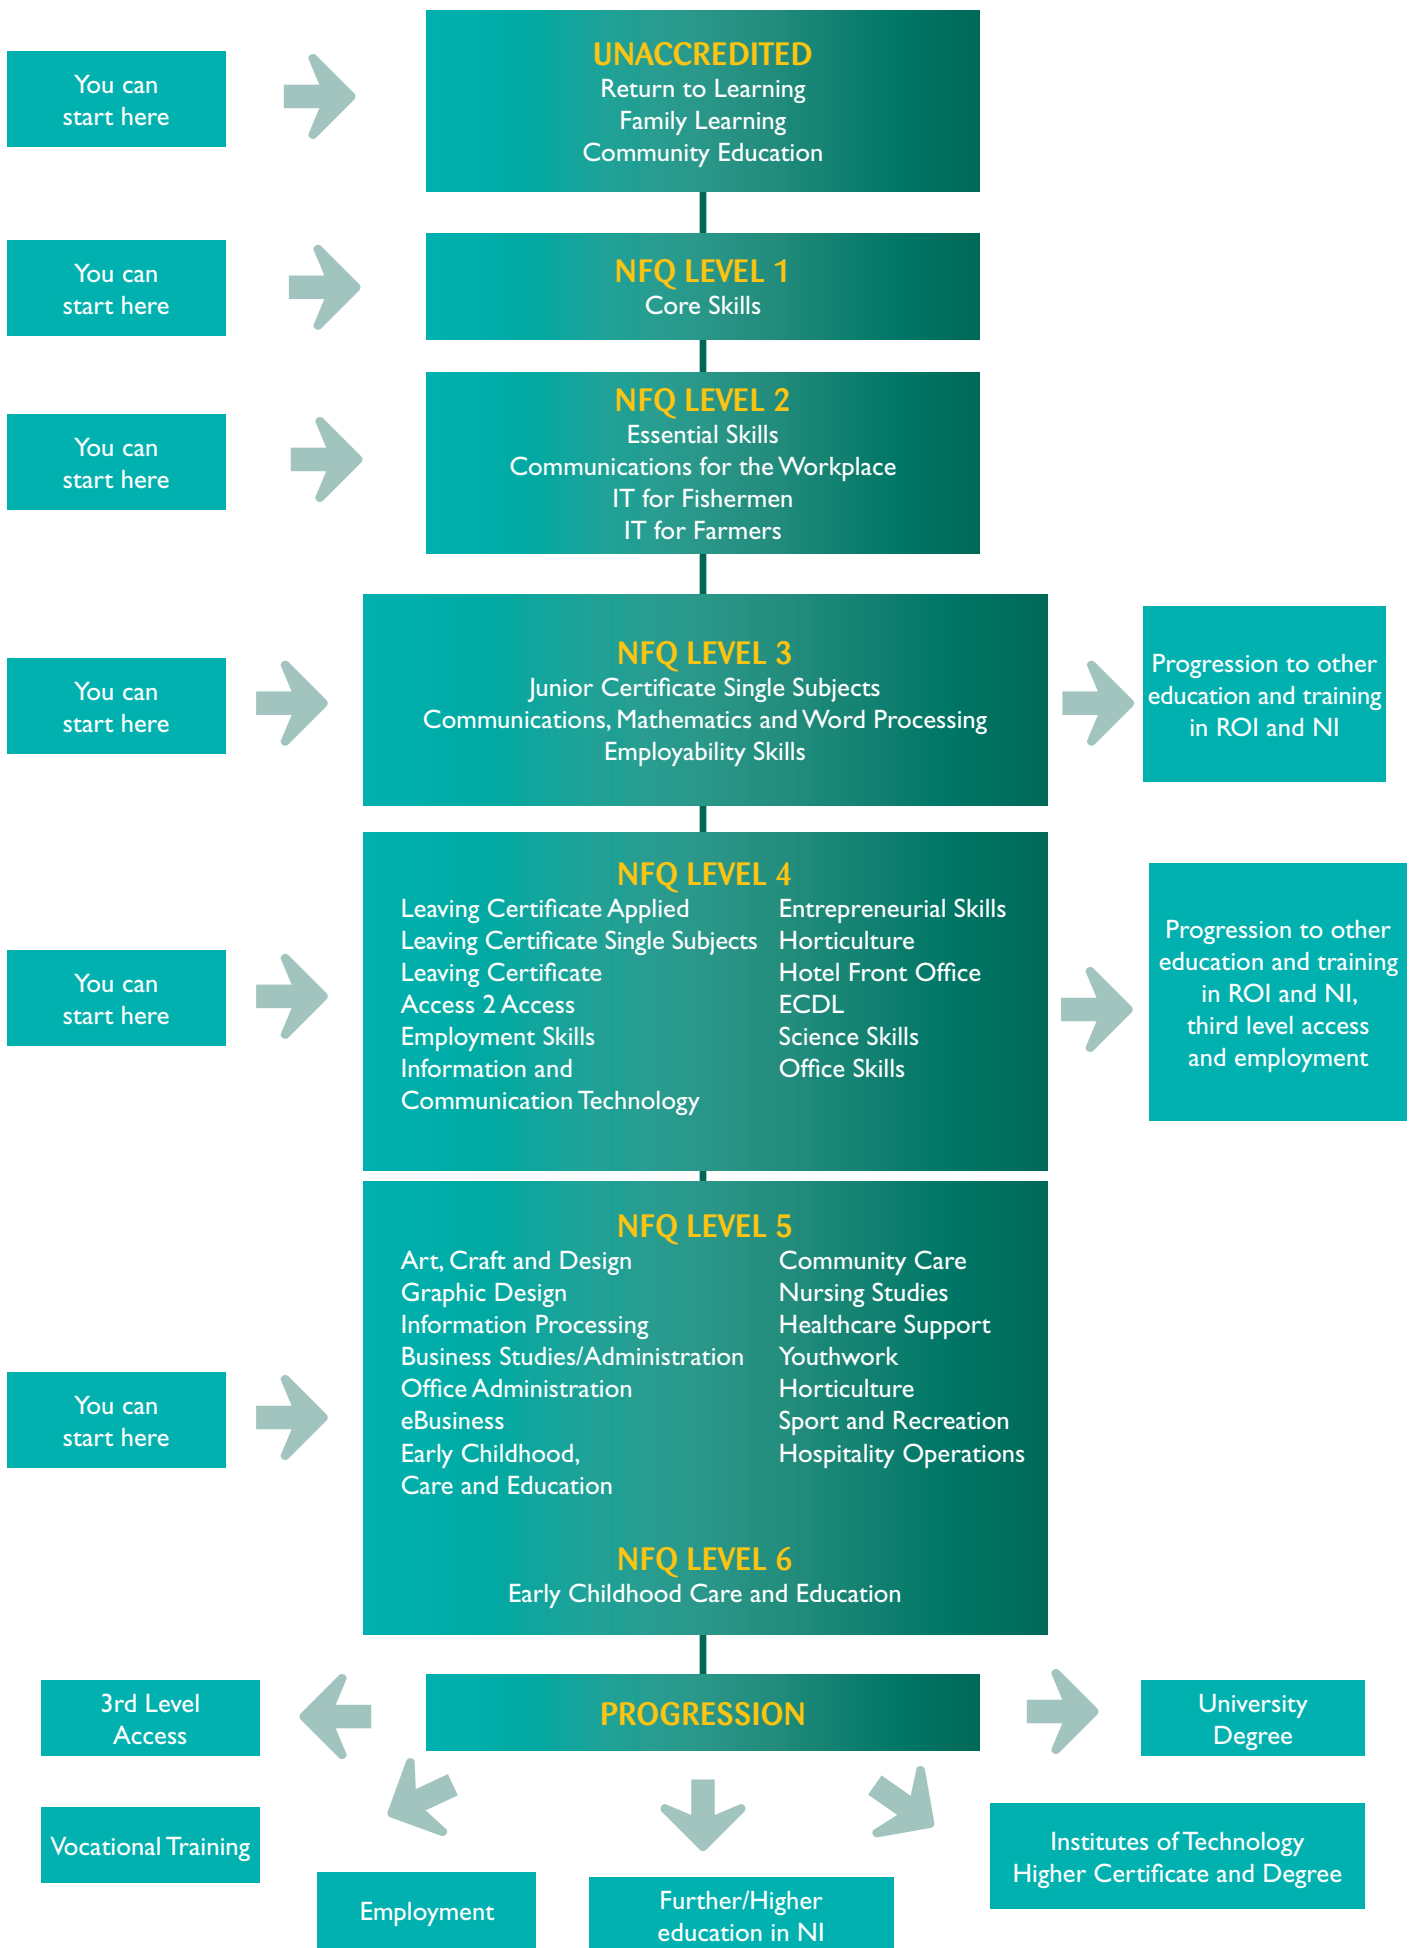 You can
start here
UNACCREDITED
Return to Learning
Family Learning
Community Education
You can
start here
NFQ LEVEL 1
Core Skills
You can
start here
NFQ LEVEL 2
Essential Skills
Communications for the Workplace
IT for Fishermen
IT for Farmers
You can
start here
NFQ LEVEL 3
Junior Certificate Single Subjects
Communications, Mathematics and Word Processing
Employability Skills
Progression to other
education and training
in ROI and NI
You can
start here
NFQ LEVEL 4
Leaving Certificate Applied
Leaving Certificate Single Subjects
Leaving Certificate
Access 2 Access
Employment Skills
Information and
Communication Technology
Entrepreneurial Skills
Horticulture
Hotel Front Office
ECDL
Science Skills
Office Skills
Progression to other
education and training
in ROI and NI,
third level access
and employment
You can
start here
NFQ LEVEL 5
Art, Craft and Design
Graphic Design
Information Processing
Business Studies/Administration
Office Administration
eBusiness
Early Childhood,
Care and Education
Community Care
Nursing Studies
Healthcare Support
Youthwork
Horticulture
Sport and Recreation
Hospitality Operations
NFQ LEVEL 6
Early Childhood Care and Education
PROGRESSION
3rd Level
Access
Vocational Training
Employment
Further/Higher
education in NI
Institutes of Technology
Higher Certificate and Degree
University
Degree